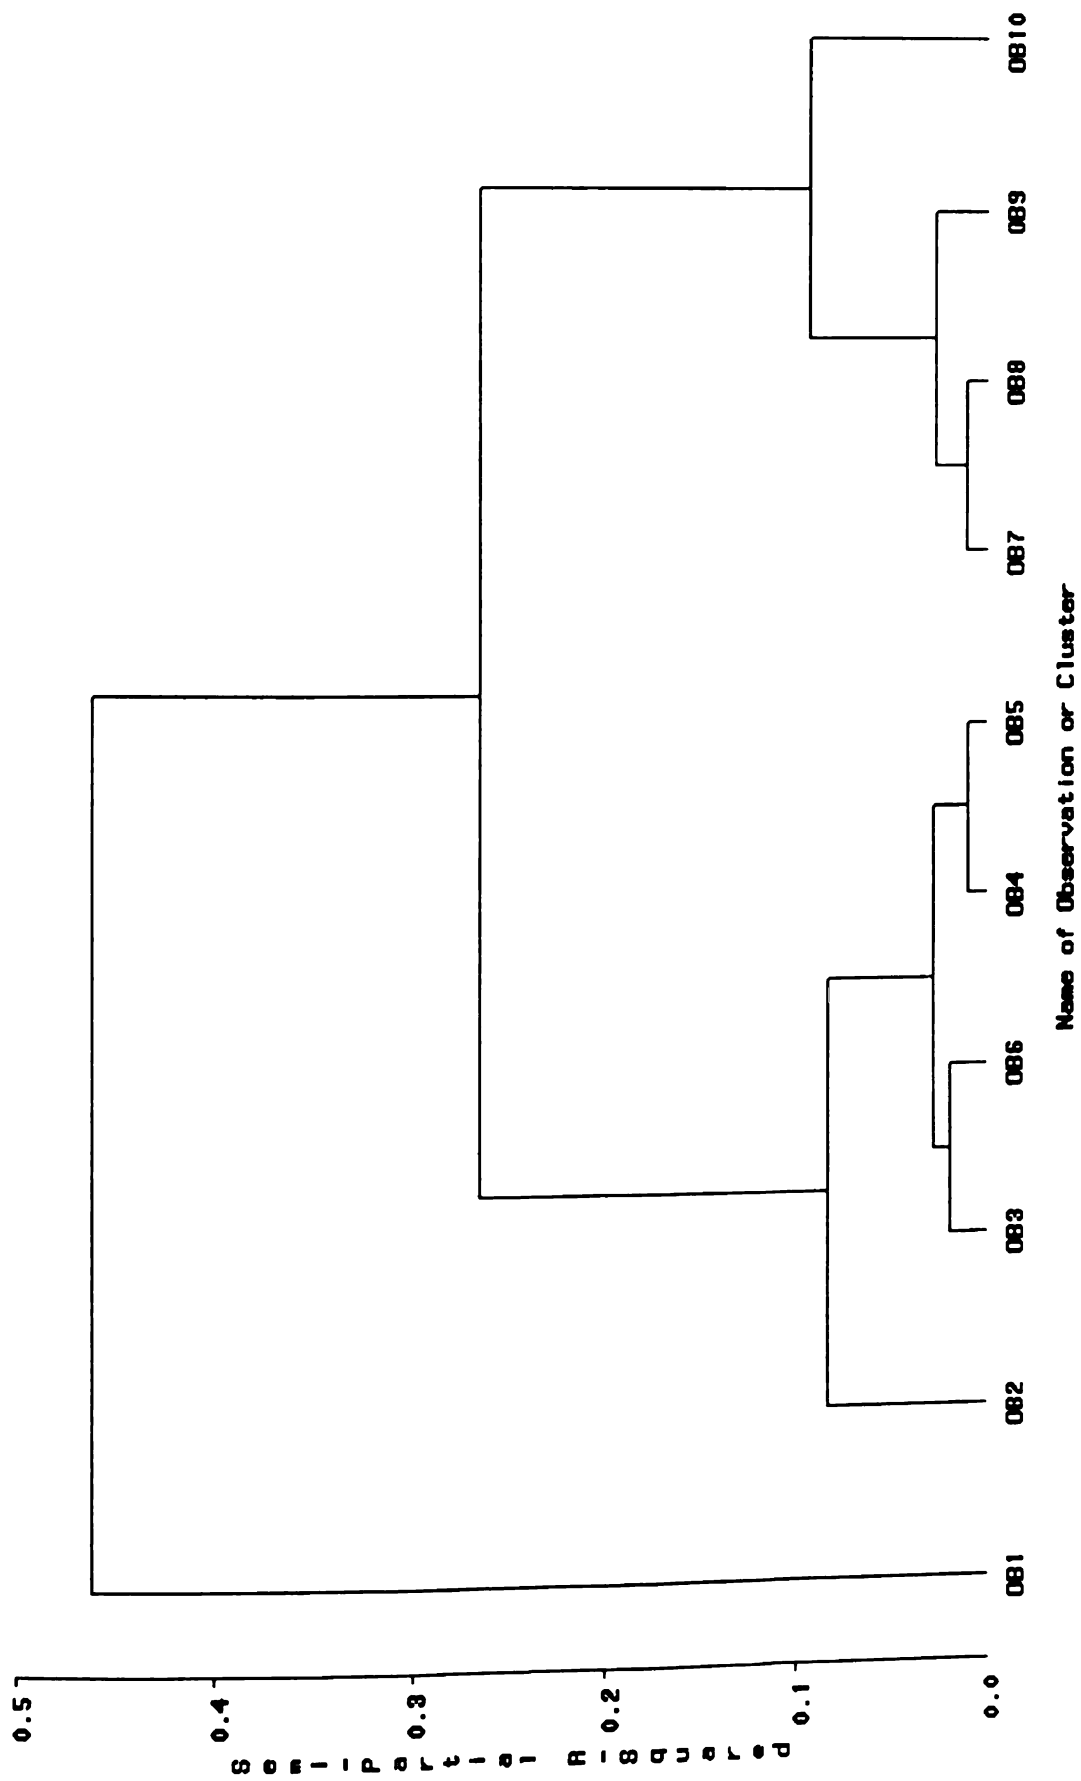 Semi-Partial R-Squared
0.5
0.4
0.3
0.2
0.1
0.0
OB1
OB2
OB3
OB6
OB4
OB5
OB7
OB8
OB9
OB10
Name of Observation or Cluster